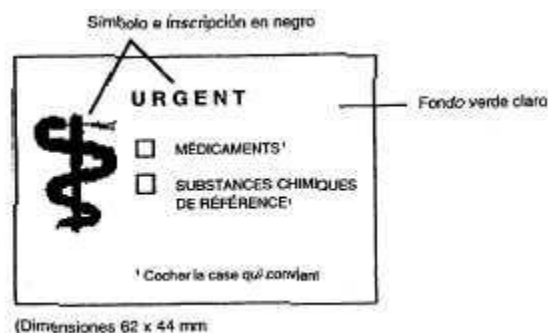 Símbolo e inscripción en negro
URGENT
Fondo verde claro
MÉDICAMENTS¹
SUBSTANCES CHIMIQUES
DE RÉFÉRENCE¹
¹ Cocher la case qui convient
(Dimensiones 62 x 44 mm